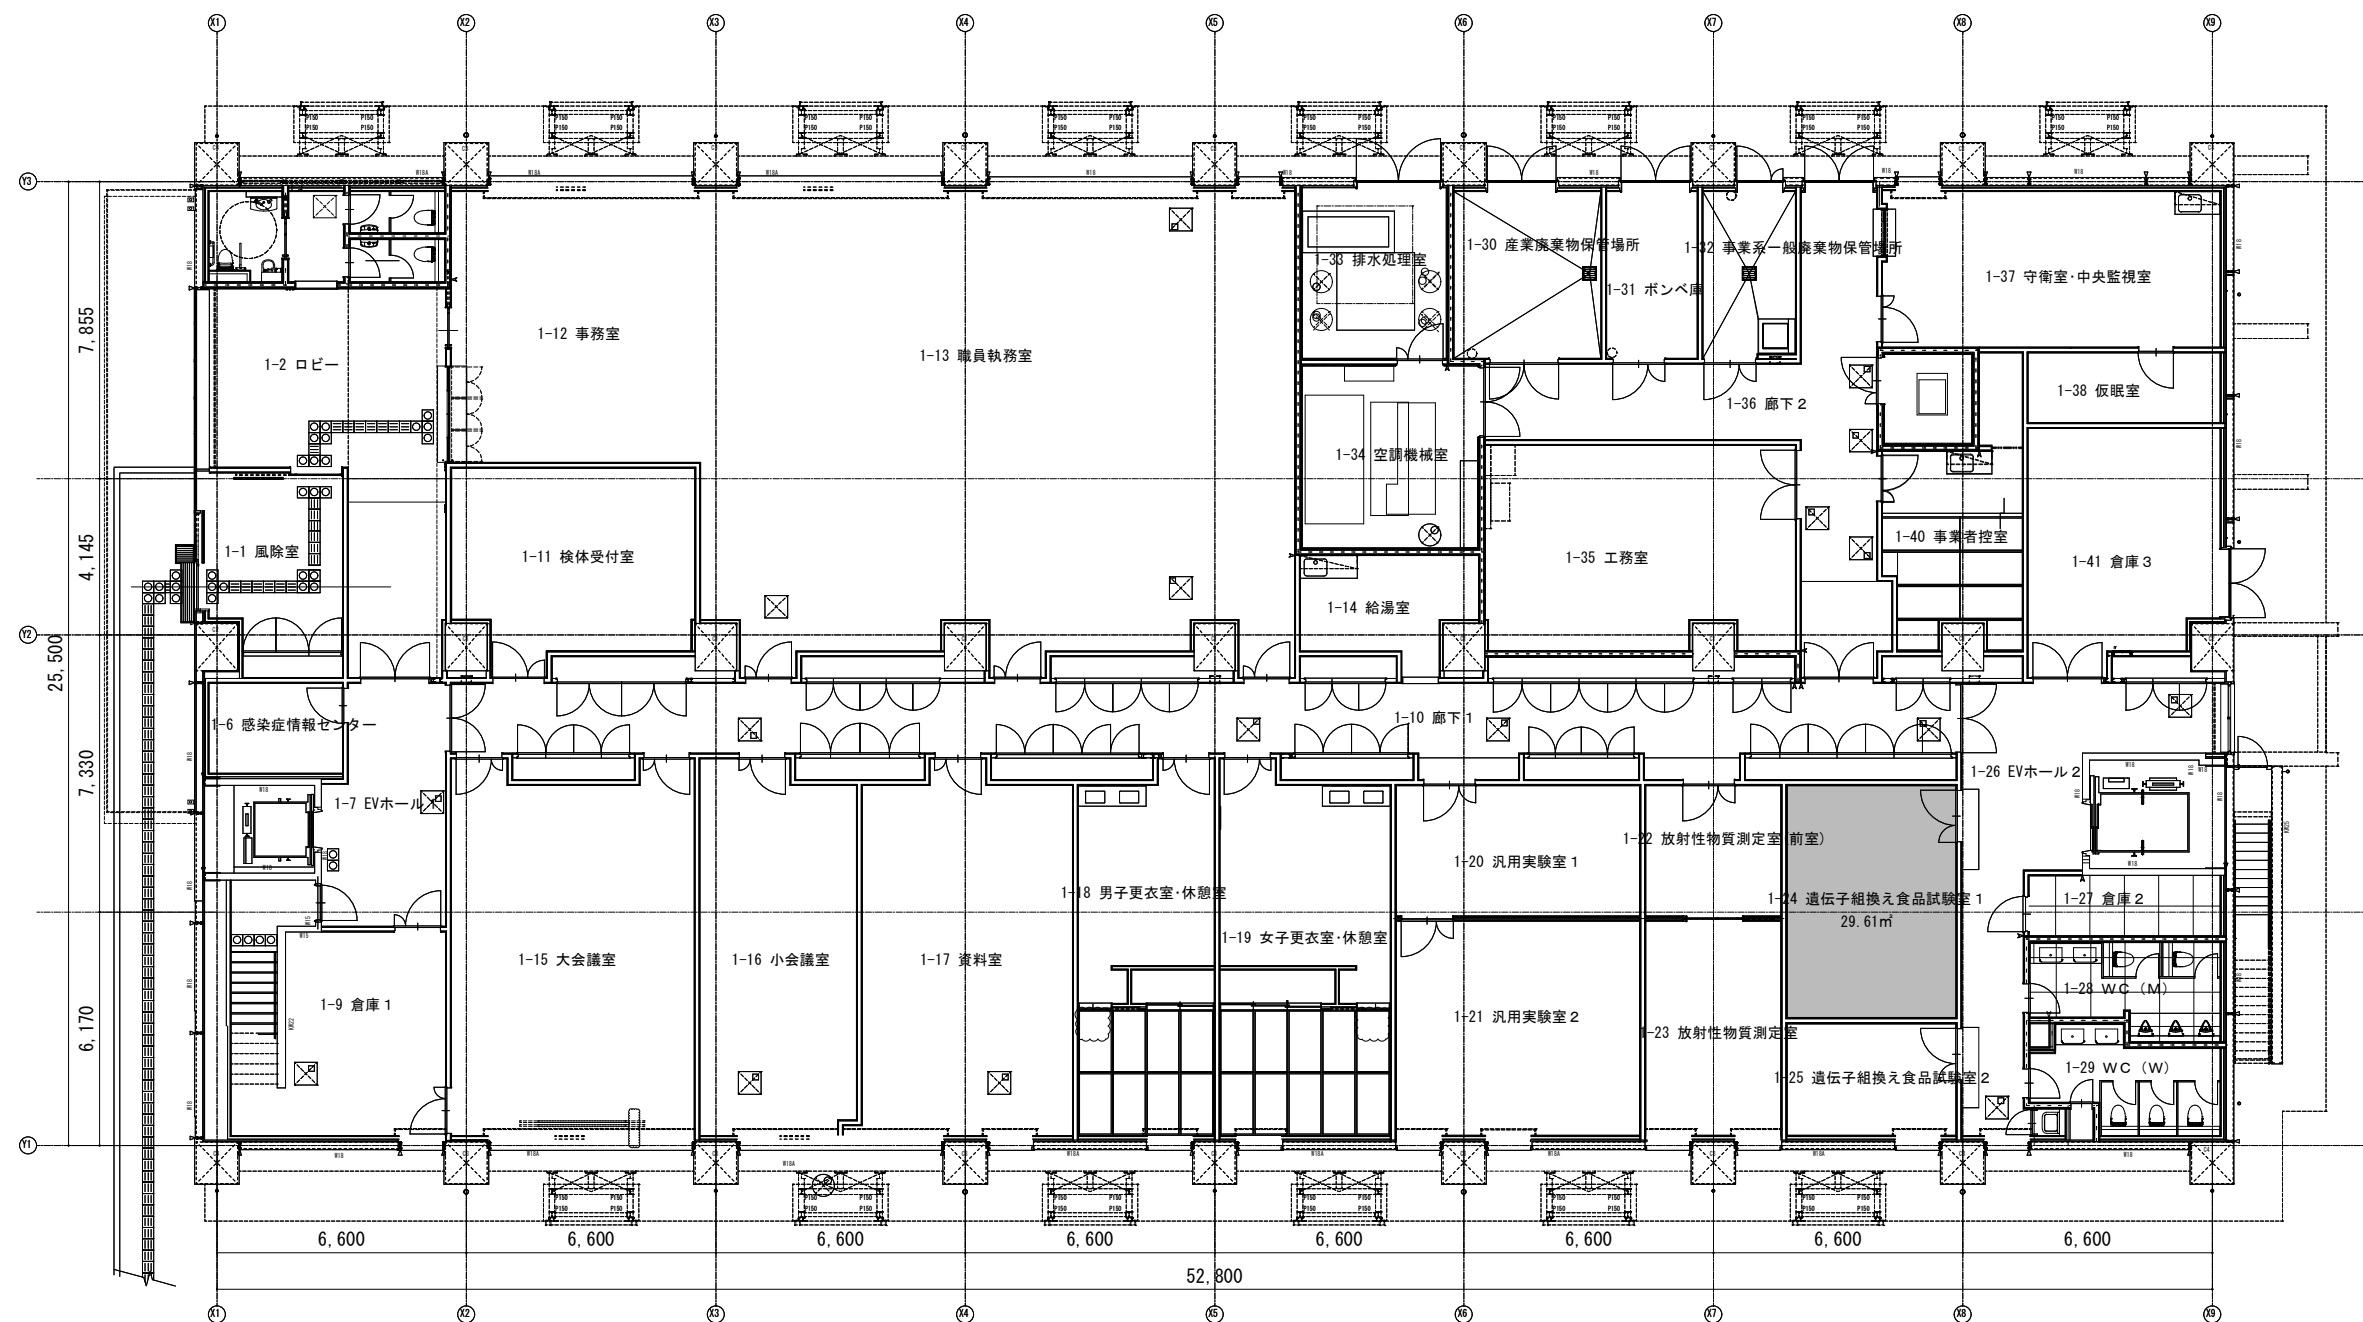 X1 X2 X3 X4 X5 X6 X7 X8 X9
Y3
1-33 排水処理室
1-30 産業廃棄物保管場所
1-31 ボンベ庫
1-32 事業系一般廃棄物保管場所
1-37 守衛室・中央監視室
7,855
1-2 ロビー
1-12 事務室
1-13 職員執務室
1-36 廊下2
1-38 仮眠室
1-34 空調機械室
1-1 風除室
1-11 検体受付室
1-35 工務室
1-40 事業者控室
1-41 倉庫3
4,145
1-14 給湯室
Y2
25,500
1-6 感染症情報センター
1-10 廊下1
7,330
1-7 EVホール
1-26 EVホール2
1-22 放射性物質測定室(前室)
1-20 汎用実験室1
1-18 男子更衣室・休憩室
1-24 遺伝子組換え食品試験室1
29.61㎡
1-27 倉庫2
1-19 女子更衣室・休憩室
1-15 大会議室
1-16 小会議室
1-17 資料室
1-28 WC(M)
1-9 倉庫1
1-21 汎用実験室2
1-23 放射性物質測定室
6,170
1-29 WC(W)
1-25 遺伝子組換え食品試験室2
Y1
6,600 6,600 6,600 6,600 6,600 6,600 6,600 6,600
52,800
X1 X2 X3 X4 X5 X6 X7 X8 X9